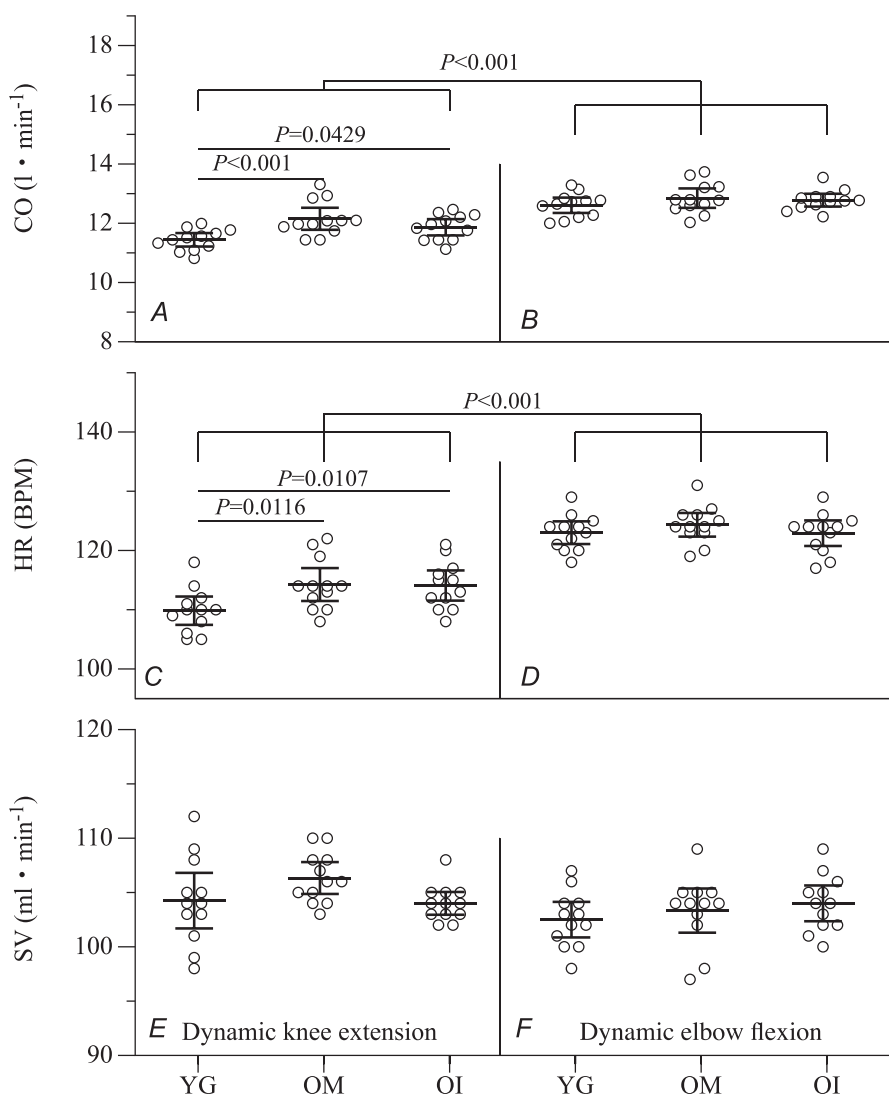 18
P<0.001
16
P=0.0429
14
P<0.001
CO (l • min⁻¹)
12
10
A
B
8
140
P<0.001
P=0.0107
P=0.0116
HR (BPM)
120
100
C
D
120
110
SV (ml • min⁻¹)
100
E Dynamic knee extension
F Dynamic elbow flexion
90
YG OM OI YG OM OI